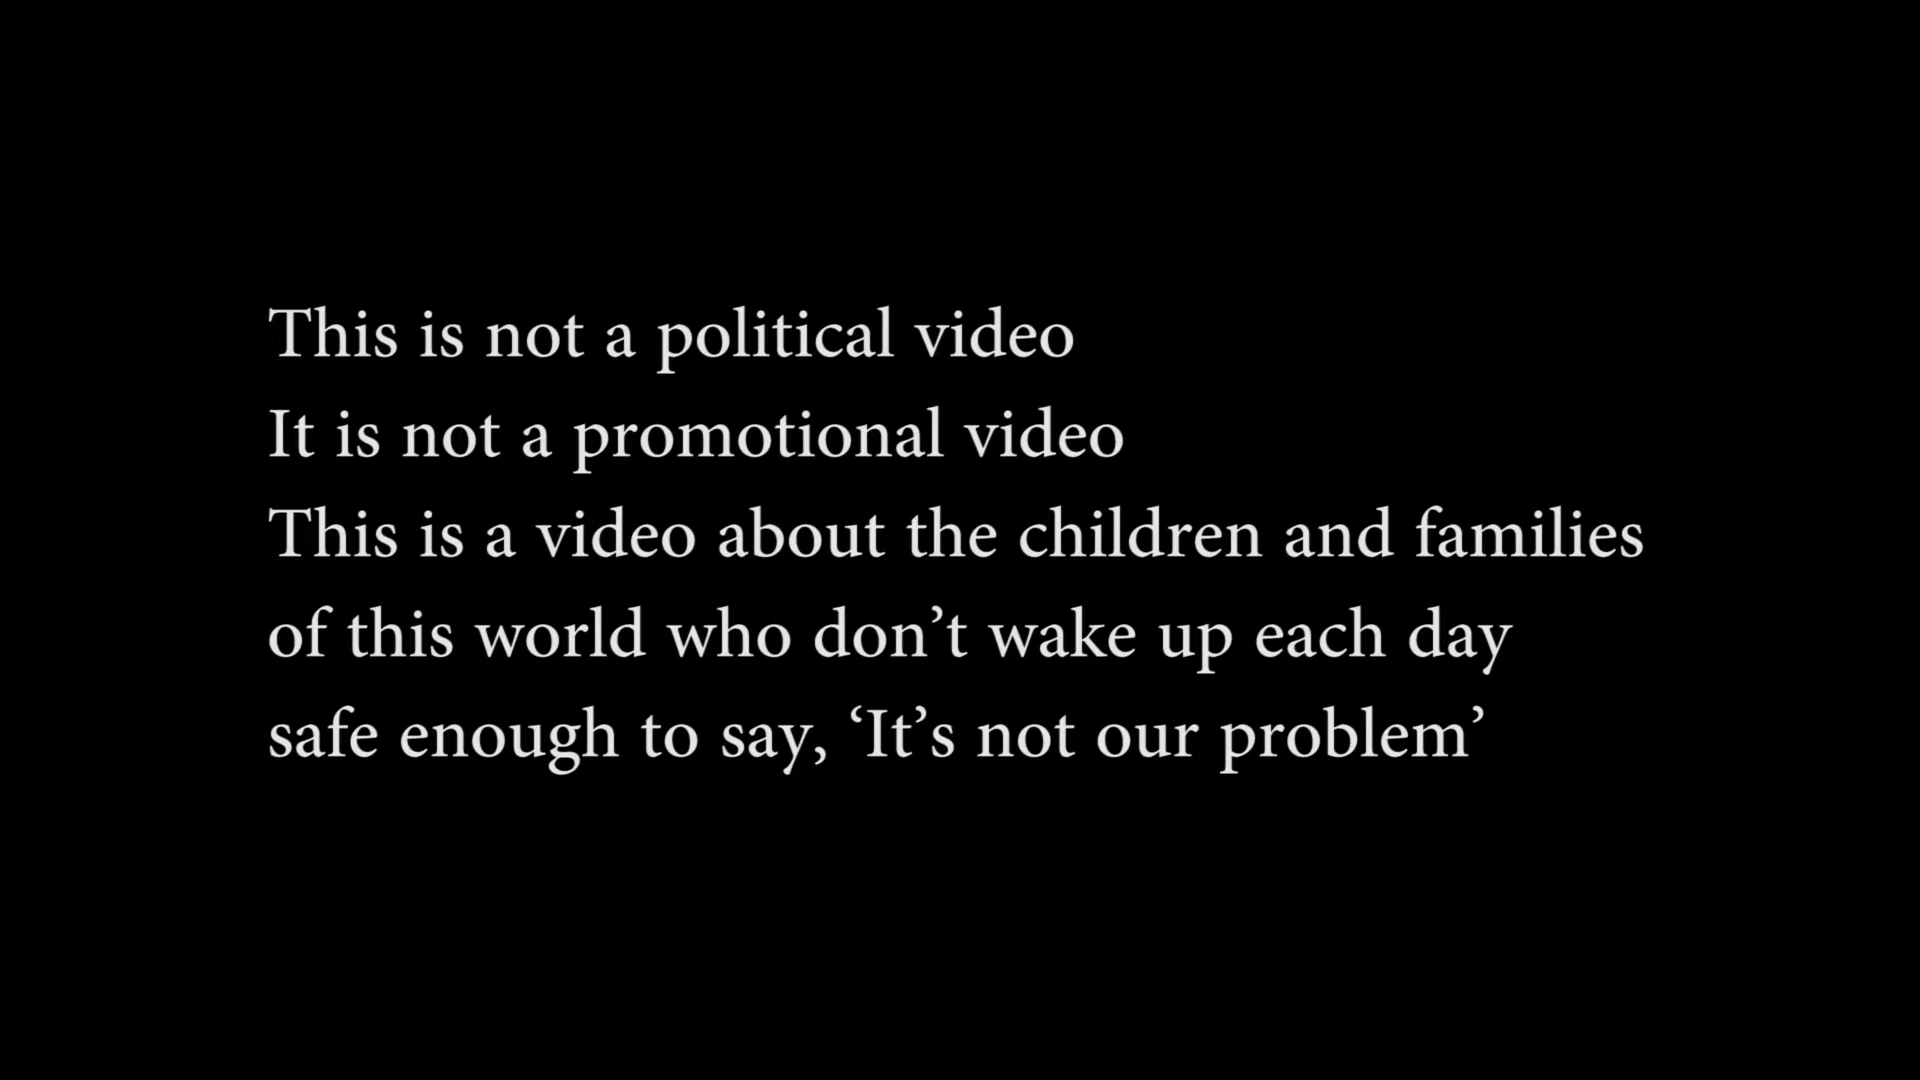 This is not a political video
It is not a promotional video
This is a video about the children and families
of this world who don’t wake up each day
safe enough to say, ‘It’s not our problem’